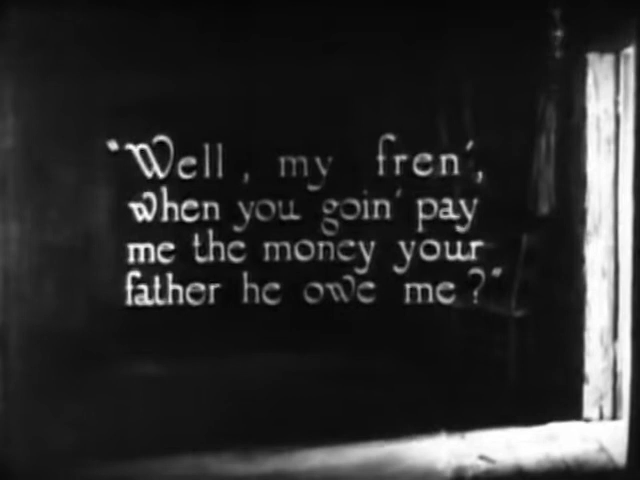 "Well, my fren',
when you goin' pay
me the money your
father he owe me?"